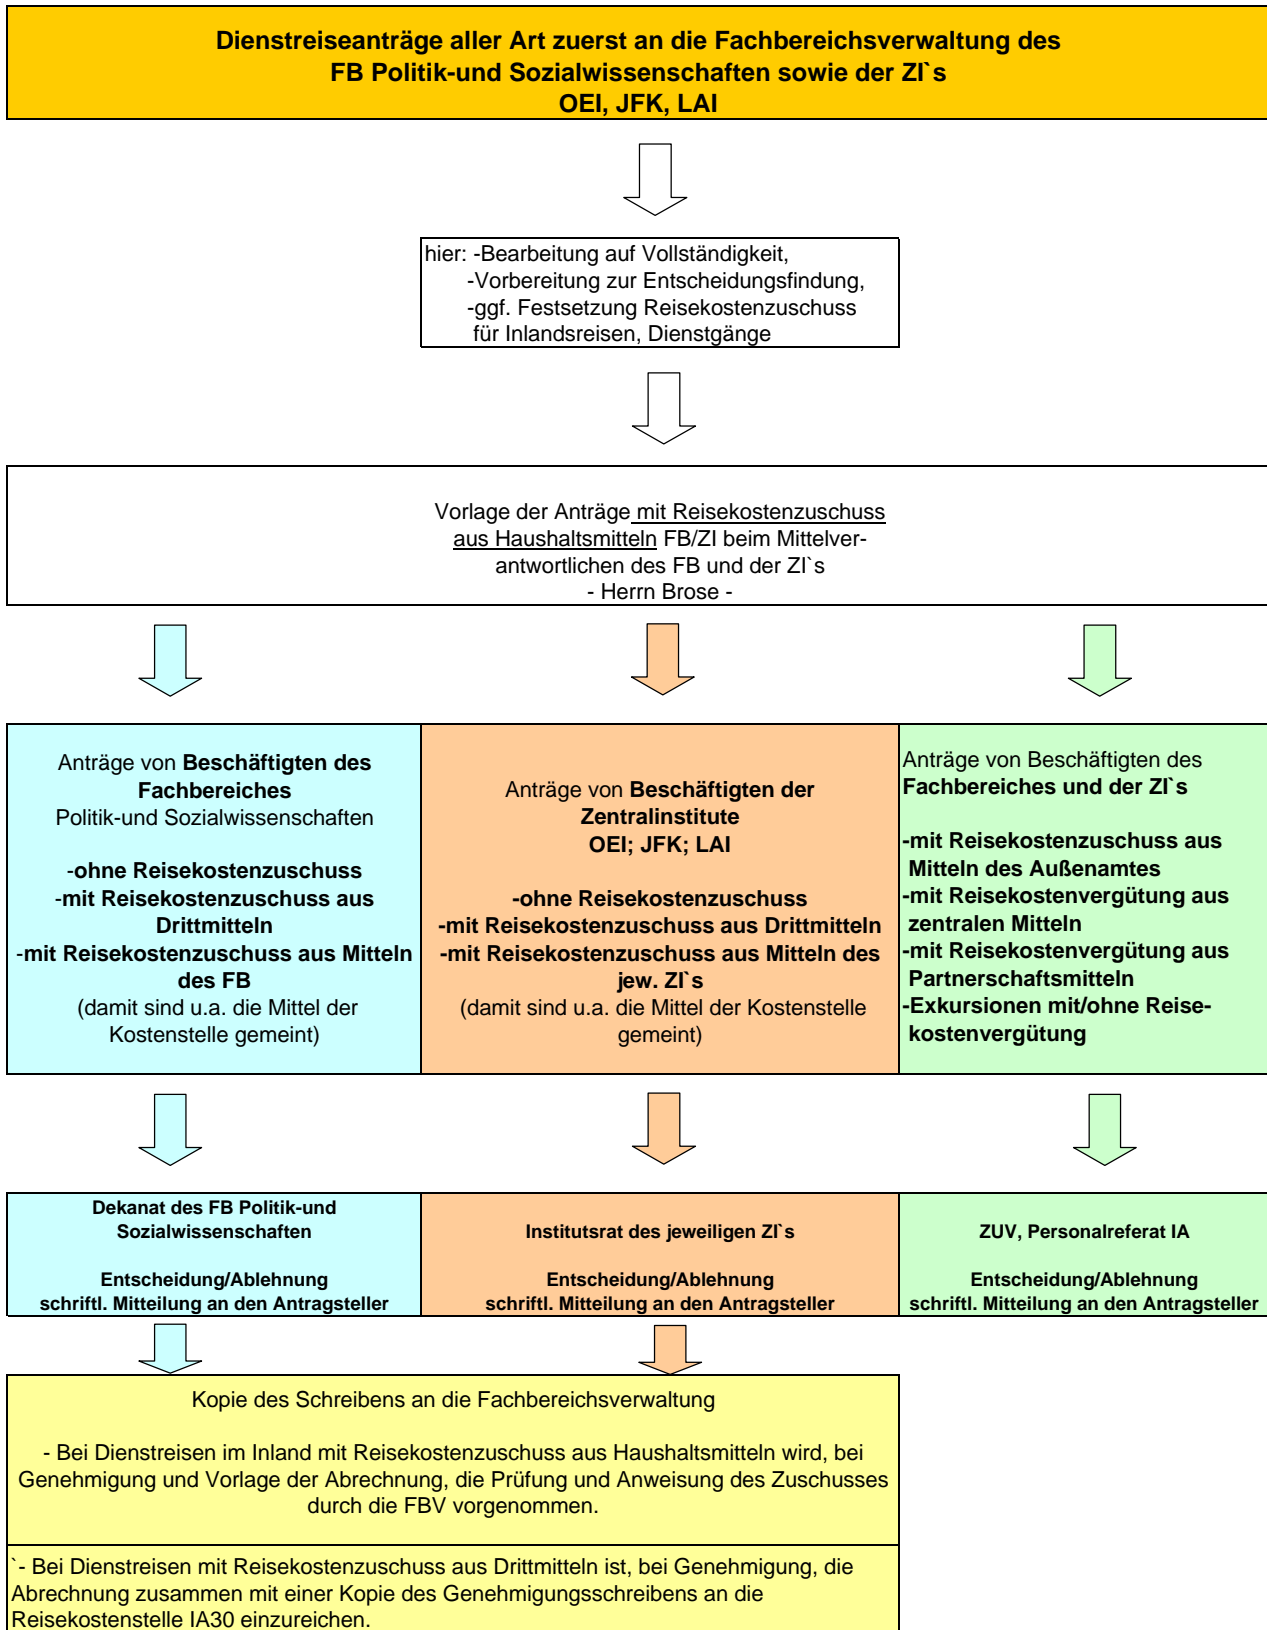 Dienstreiseanträge aller Art zuerst an die Fachbereichsverwaltung des
FB Politik-und Sozialwissenschaften sowie der ZI`s
OEI, JFK, LAI
hier: -Bearbeitung auf Vollständigkeit,
-Vorbereitung zur Entscheidungsfindung,
-ggf. Festsetzung Reisekostenzuschuss
für Inlandsreisen, Dienstgänge
Vorlage der Anträge mit Reisekostenzuschuss
aus Haushaltsmitteln FB/ZI beim Mittelver-
antwortlichen des FB und der ZI`s
- Herrn Brose -
Anträge von Beschäftigten des
Fachbereiches
Politik-und Sozialwissenschaften
-ohne Reisekostenzuschuss
-mit Reisekostenzuschuss aus
Drittmitteln
-mit Reisekostenzuschuss aus Mitteln
des FB
(damit sind u.a. die Mittel der
Kostenstelle gemeint)
Anträge von Beschäftigten der
Zentralinstitute
OEI; JFK; LAI
-ohne Reisekostenzuschuss
-mit Reisekostenzuschuss aus Drittmitteln
-mit Reisekostenzuschuss aus Mitteln des
jew. ZI`s
(damit sind u.a. die Mittel der Kostenstelle
gemeint)
Anträge von Beschäftigten des
Fachbereiches und der ZI`s
-mit Reisekostenzuschuss aus
Mitteln des Außenamtes
-mit Reisekostenvergütung aus
zentralen Mitteln
-mit Reisekostenvergütung aus
Partnerschaftsmitteln
-Exkursionen mit/ohne Reise-
kostenvergütung
Dekanat des FB Politik-und
Sozialwissenschaften
Entscheidung/Ablehnung
schriftl. Mitteilung an den Antragsteller
Institutsrat des jeweiligen ZI`s
Entscheidung/Ablehnung
schriftl. Mitteilung an den Antragsteller
ZUV, Personalreferat IA
Entscheidung/Ablehnung
schriftl. Mitteilung an den Antragsteller
Kopie des Schreibens an die Fachbereichsverwaltung
- Bei Dienstreisen im Inland mit Reisekostenzuschuss aus Haushaltsmitteln wird, bei
Genehmigung und Vorlage der Abrechnung, die Prüfung und Anweisung des Zuschusses
durch die FBV vorgenommen.
`- Bei Dienstreisen mit Reisekostenzuschuss aus Drittmitteln ist, bei Genehmigung, die
Abrechnung zusammen mit einer Kopie des Genehmigungsschreibens an die
Reisekostenstelle IA30 einzureichen.